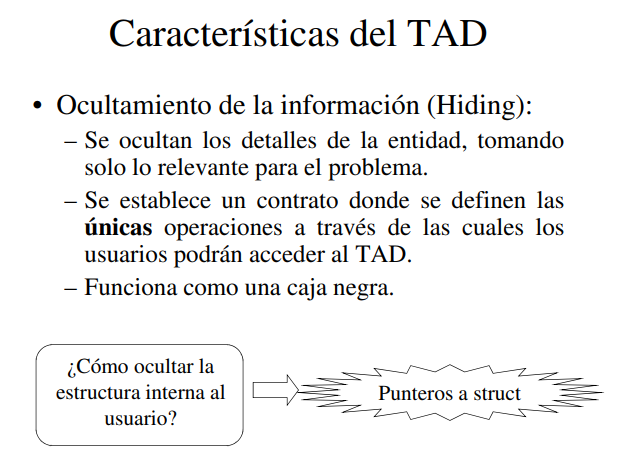 Características del TAD
• Ocultamiento de la información (Hiding):
– Se ocultan los detalles de la entidad, tomando
solo lo relevante para el problema.
– Se establece un contrato donde se definen las
únicas operaciones a través de las cuales los
usuarios podrán acceder al TAD.
– Funciona como una caja negra.
¿Cómo ocultar la
estructura interna al
usuario?
Punteros a struct